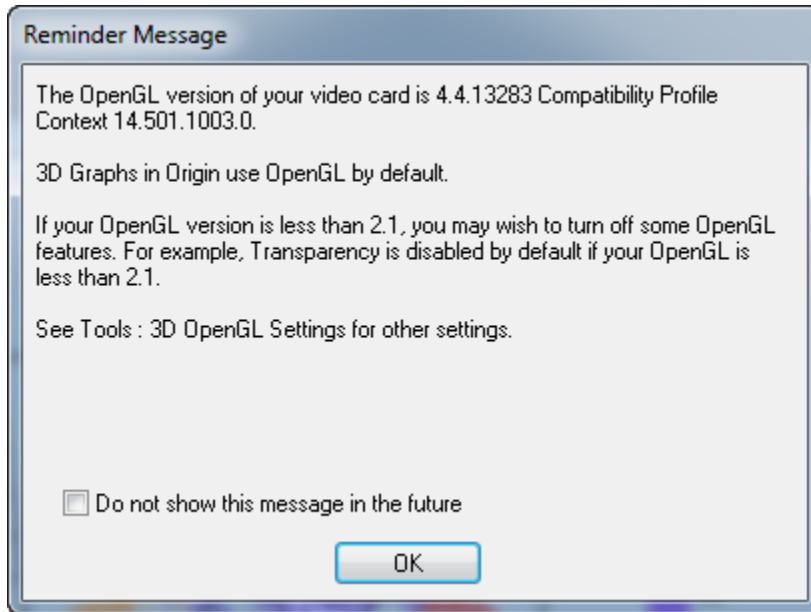 Reminder Message
The OpenGL version of your video card is 4.4.13283 Compatibility Profile
Context 14.501.1003.0.
3D Graphs in Origin use OpenGL by default.
If your OpenGL version is less than 2.1, you may wish to turn off some OpenGL
features. For example, Transparency is disabled by default if your OpenGL is
less than 2.1.
See Tools : 3D OpenGL Settings for other settings.
Do not show this message in the future
OK